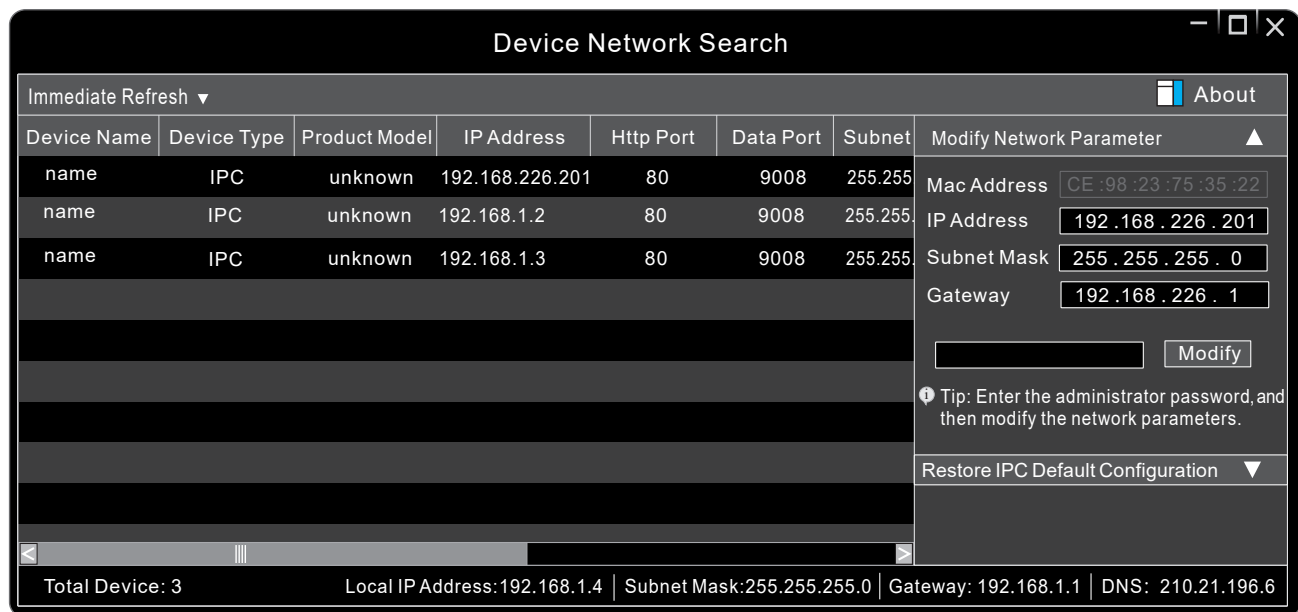 Device Network Search
Immediate Refresh ▼
About
Device Name Device Type Product Model IP Address Http Port Data Port Subnet
name IPC unknown 192.168.226.201 80 9008 255.255
name IPC unknown 192.168.1.2 80 9008 255.255.
name IPC unknown 192.168.1.3 80 9008 255.255.
Modify Network Parameter
Mac Address CE :98 :23 :75 :35 :22
IP Address 192 .168 . 226 . 201
Subnet Mask 255 . 255 . 255 . 0
Gateway 192 .168 . 226 . 1
Modify
Tip: Enter the administrator password, and
then modify the network parameters.
Restore IPC Default Configuration
Total Device: 3 Local IP Address:192.168.1.4 Subnet Mask:255.255.255.0 Gateway: 192.168.1.1 DNS: 210.21.196.6